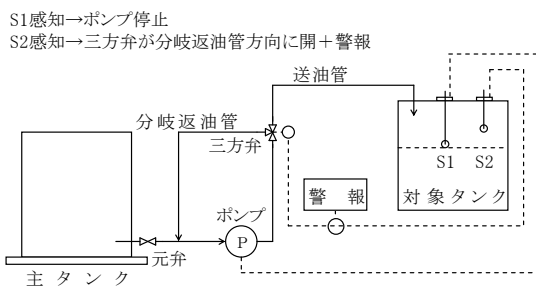 S1感知→ポンプ停止
S2感知→三方弁が分岐返油管方向に開＋警報
送油管
分岐返油管
三方弁
S1 S2
警報
対象タンク
ポンプ
P
元弁
主タンク